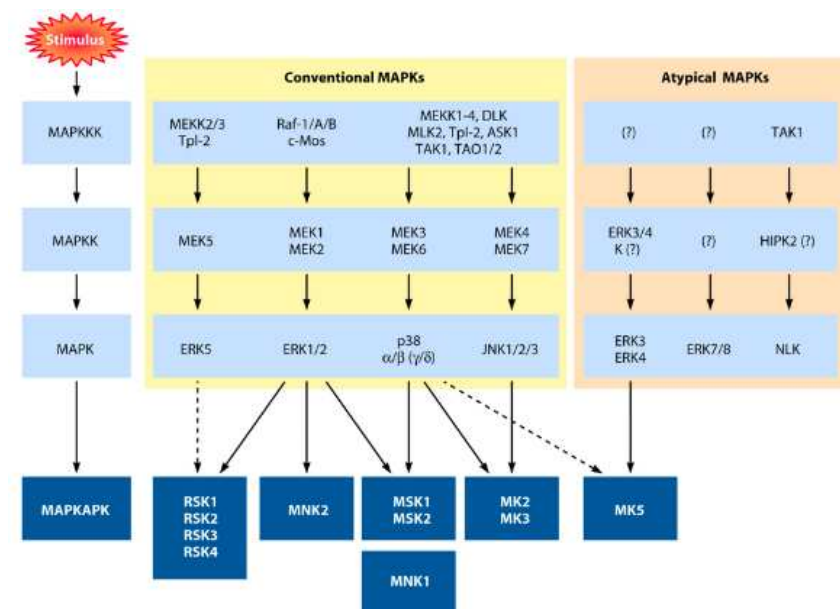 Stimulus
Conventional MAPKs
Atypical MAPKs
MAPKKK
MEKK2/3
Tpl-2
Raf-1/A/B
c-Mos
MEKK1-4, DLK
MLK2, Tpl-2, ASK1
TAK1, TAO1/2
(?)
(?)
TAK1
MAPKK
MEK5
MEK1
MEK2
MEK3
MEK6
MEK4
MEK7
ERK3/4
K (?)
(?)
HIPK2 (?)
MAPK
ERK5
ERK1/2
p38
α/β (γ/δ)
JNK1/2/3
ERK3
ERK4
ERK7/8
NLK
MAPKAPK
RSK1
RSK2
RSK3
RSK4
MNK2
MSK1
MSK2
MK2
MK3
MK5
MNK1